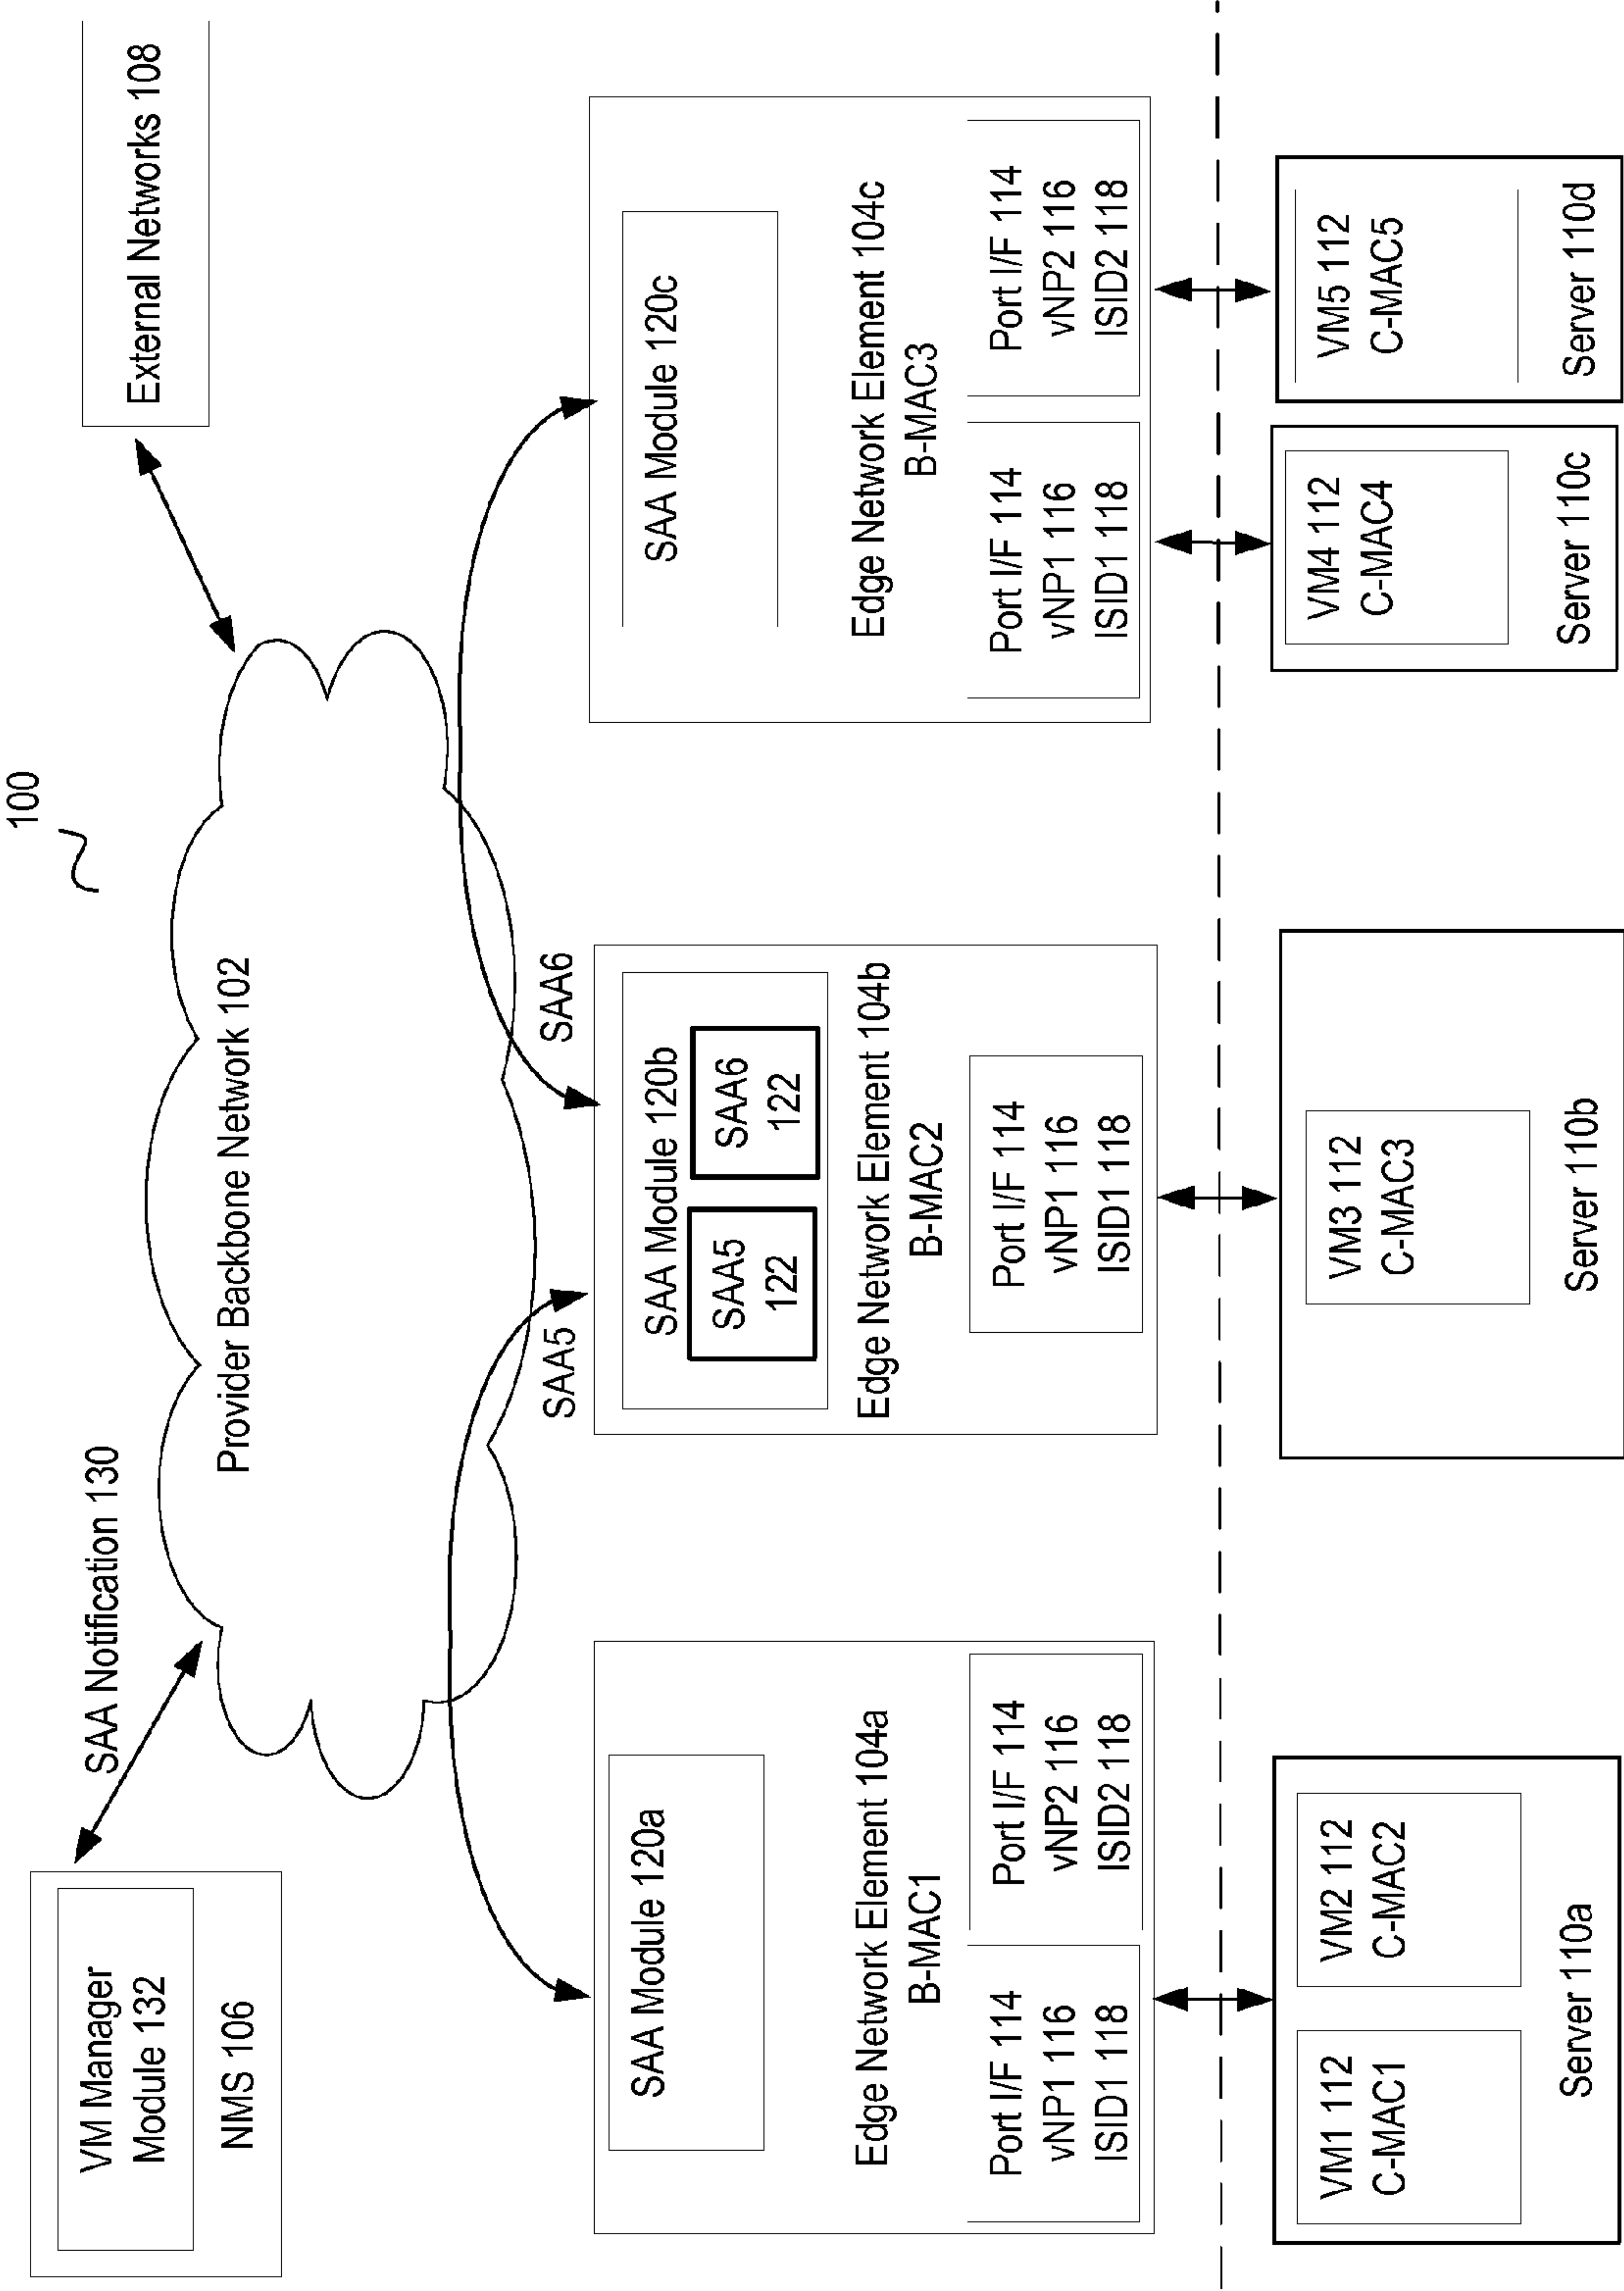 100
VM Manager
Module 132
NMS 106
SAA Notification 130
External Networks 108
Provider Backbone Network 102
SAA5
SAA6
SAA Module 120a
Edge Network Element 104a
B-MAC1
Port I/F 114
vNP1 116
ISID1 118
Port I/F 114
vNP2 116
ISID2 118
SAA Module 120b
SAA5
122
SAA6
122
Edge Network Element 104b
B-MAC2
Port I/F 114
vNP1 116
ISID1 118
SAA Module 120c
Edge Network Element 104c
B-MAC3
Port I/F 114
vNP1 116
ISID1 118
Port I/F 114
vNP2 116
ISID2 118
VM1 112
C-MAC1
VM2 112
C-MAC2
Server 110a
VM3 112
C-MAC3
Server 110b
VM4 112
C-MAC4
Server 110c
VM5 112
C-MAC5
Server 110d